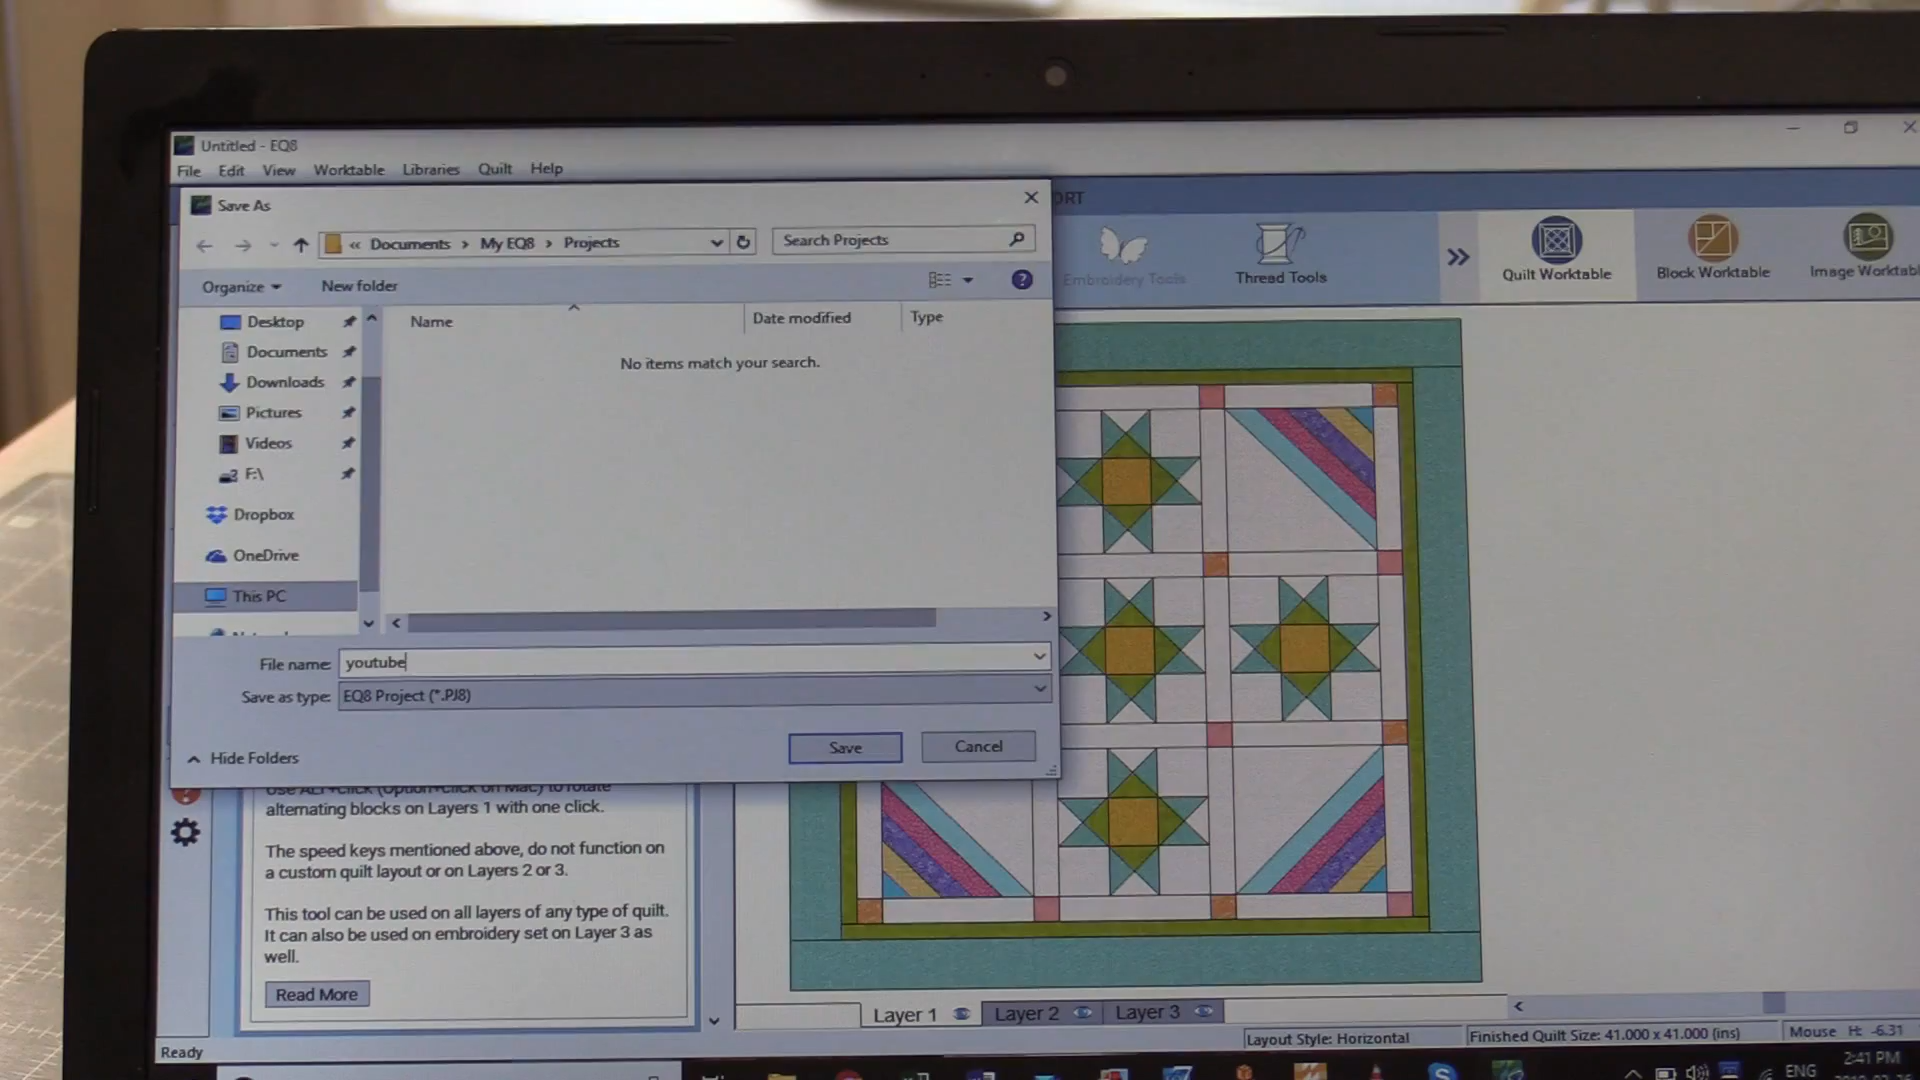 Untitled - EQ8
File Edit View Worktable Libraries Quilt Help
Save As
« Documents › My EQ8 › Projects
Search Projects
Embroidery Tools
Thread Tools
Quilt Worktable
Block Worktable
Organize
New folder
Name
Date modified
Type
No items match your search.
Desktop
Documents
Downloads
Pictures
Videos
F:\
Dropbox
OneDrive
This PC
File name: youtube
Save as type: EQ8 Project (*.PJ8)
Hide Folders
Save
Cancel
alternating blocks on Layers 1 with one click.
The speed keys mentioned above, do not function on
a custom quilt layout or on Layers 2 or 3.
This tool can be used on all layers of any type of quilt.
It can also be used on embroidery set on Layer 3 as
well.
Read More
Layer 1
Layer 2
Layer 3
Ready
Layout Style: Horizontal
Finished Quilt Size: 41.000 x 41.000 (ins)
Mouse H: -6.31
ENG
2:41 PM